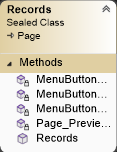 Records
Sealed Class
Page
Methods
MenuButton...
MenuButton...
MenuButton...
Page_Previe...
Records